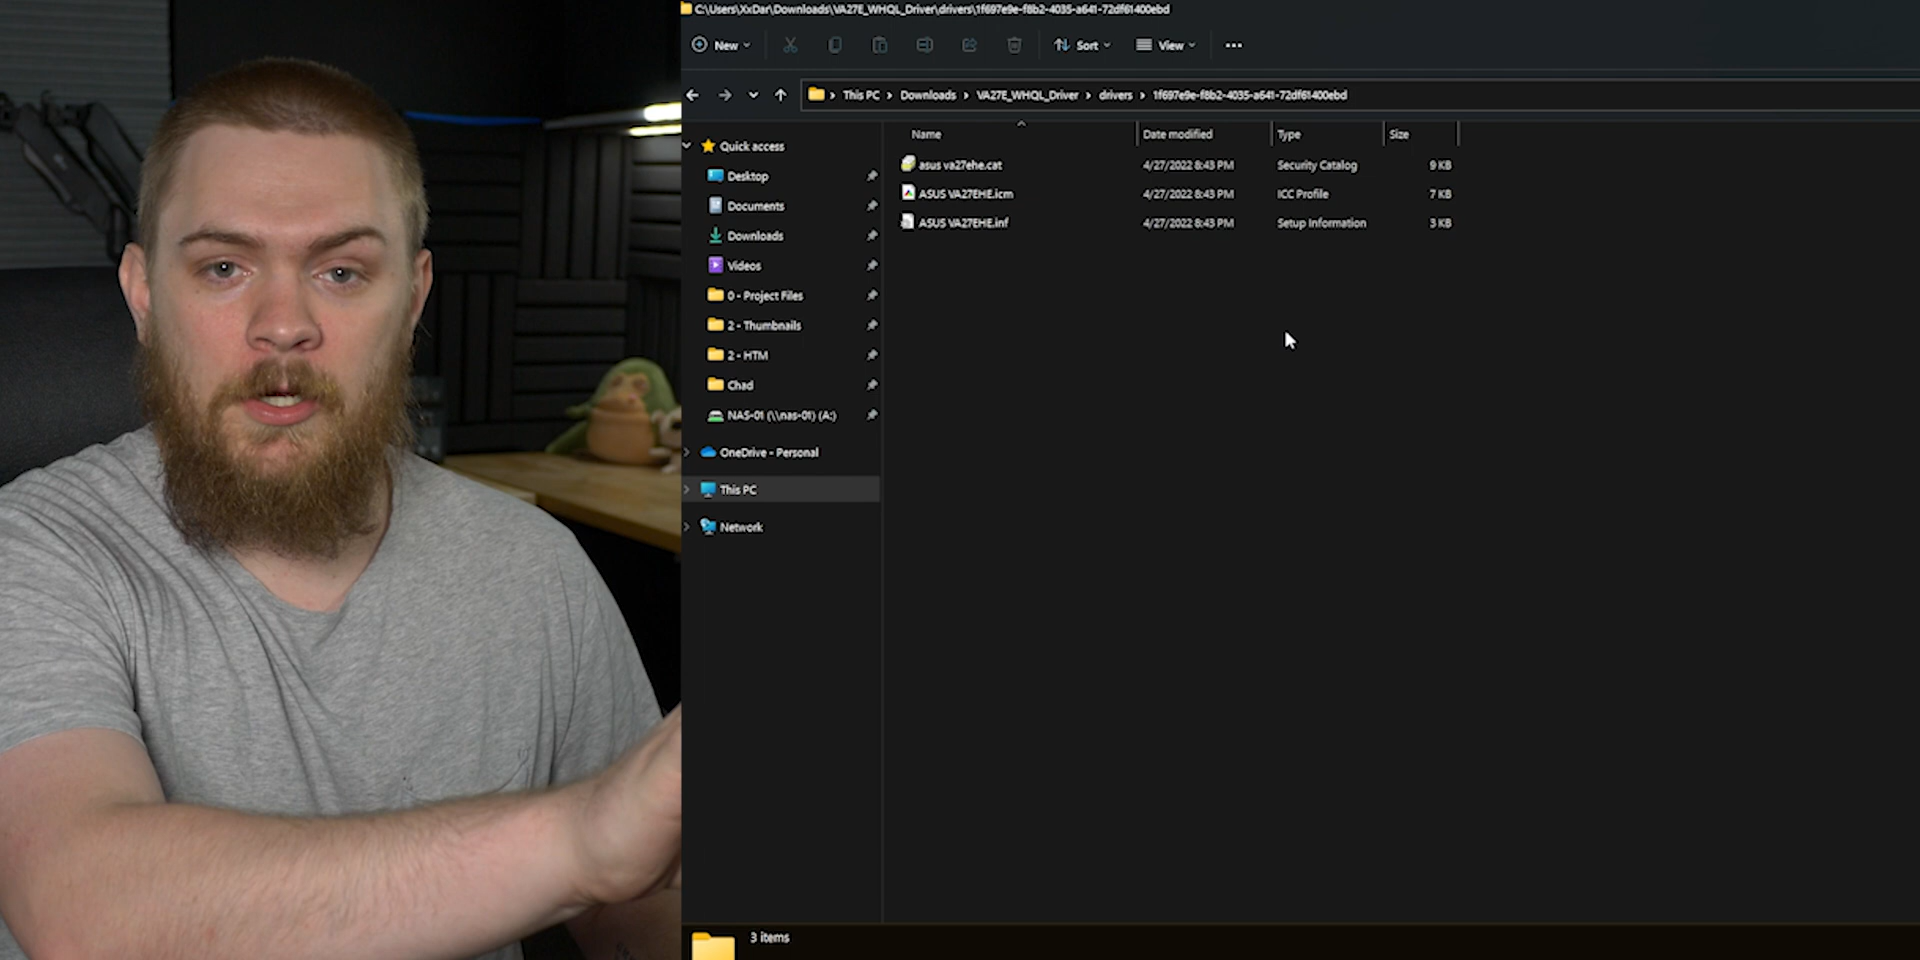 C:\Users\XxDar\Downloads\VA27E_WHQL_Driver\drivers\1f697e9e-f8b2-4035-a641-72df61400ebd
New Sort View ...
This PC > Downloads > VA27E_WHQL_Driver > drivers > 1f697e9e-f8b2-4035-a641-72df61400ebd
Name Date modified Type Size
Quick access
Desktop
Documents
Downloads
Videos
0 - Project Files
2 - Thumbnails
2 - HTM
Chad
NAS-01 (\\nas-01) (A:)
OneDrive - Personal
This PC
Network
asus va27ehe.cat 4/27/2022 8:43 PM Security Catalog 9 KB
ASUS VA27EHE.icm 4/27/2022 8:43 PM ICC Profile 7 KB
ASUS VA27EHE.inf 4/27/2022 8:43 PM Setup Information 3 KB
3 items